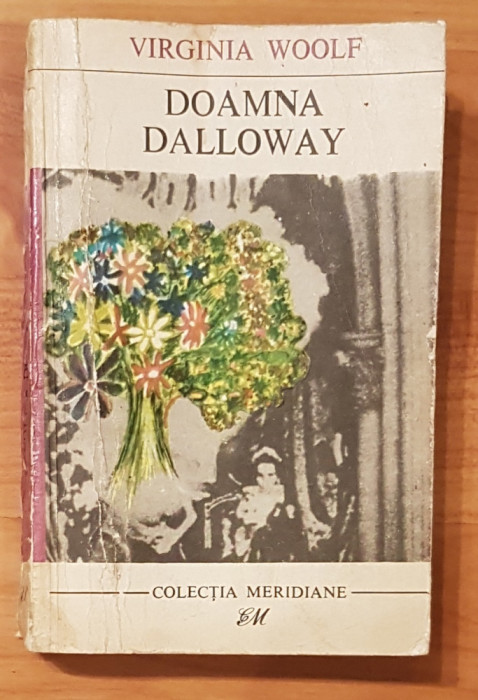 VIRGINIA WOOLF
DOAMNA
DALLOWAY
COLECȚIA MERIDIANE
CM